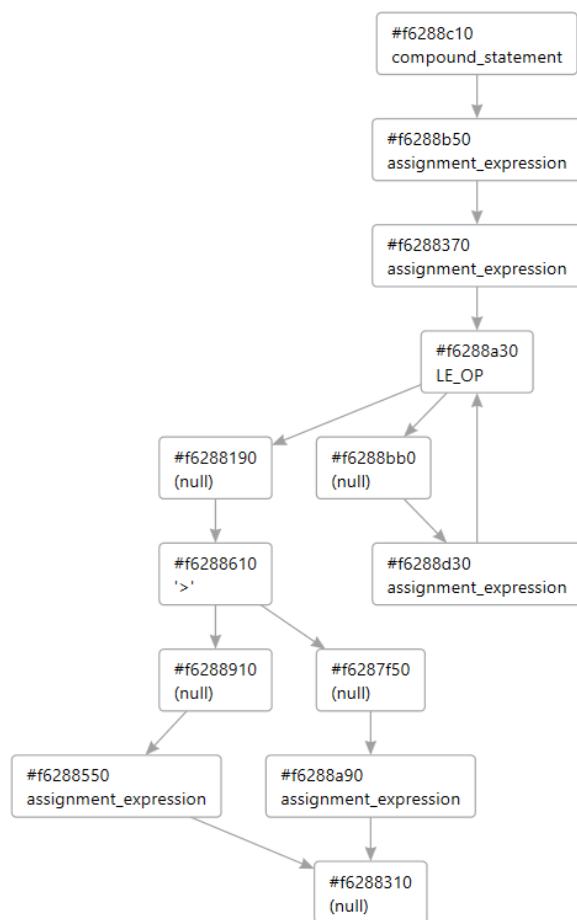 #f6288c10
compound_statement
#f6288b50
assignment_expression
#f6288370
assignment_expression
#f6288a30
LE_OP
#f6288190
(null)
#f6288bb0
(null)
#f6288610
'>'
#f6288d30
assignment_expression
#f6288910
(null)
#f6287f50
(null)
#f6288550
assignment_expression
#f6288a90
assignment_expression
#f6288310
(null)